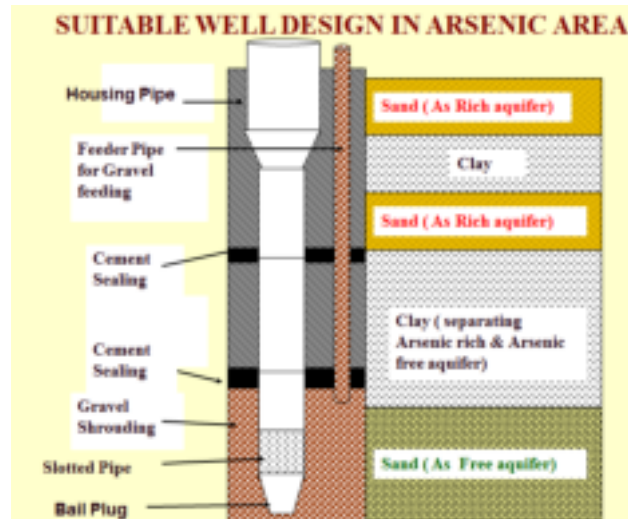 SUITABLE WELL DESIGN IN ARSENIC AREA
Housing Pipe
Feeder Pipe
for Gravel
feeding
Cement
Sealing
Cement
Sealing
Gravel
Shrouding
Slotted Pipe
Bail Plug
Sand ( As Rich aquifer)
Clay
Sand ( As Rich aquifer)
Clay ( separating
Arsenic rich & Arsenic
free aquifer)
Sand (As Free aquifer)